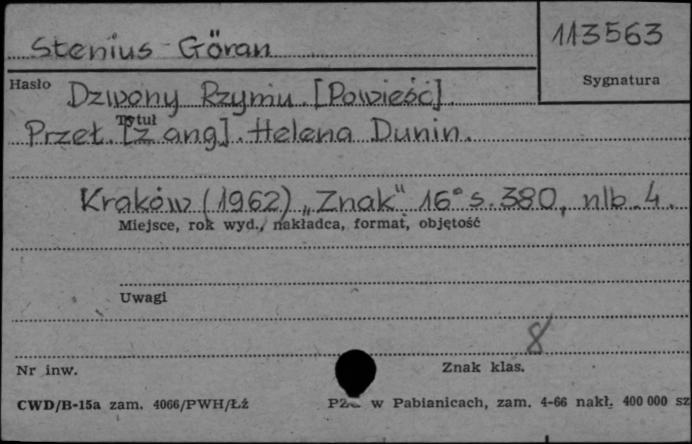 Stenius Göran
113563
Hasło
Sygnatura
Dzwony Rzymu. [Powieść].
Tytuł
Przeł. [z ang]. Helena Dunin.
Kraków (1962) „Znak" 16° s. 380, nlb. 4.
Miejsce, rok wyd., nakładca, format, objętość
Uwagi
8
Nr inw.
Znak klas.
CWD/B-15a zam. 4066/PWH/Łź
w Pabianicach, zam. 4-66 nakł. 400 000 sz